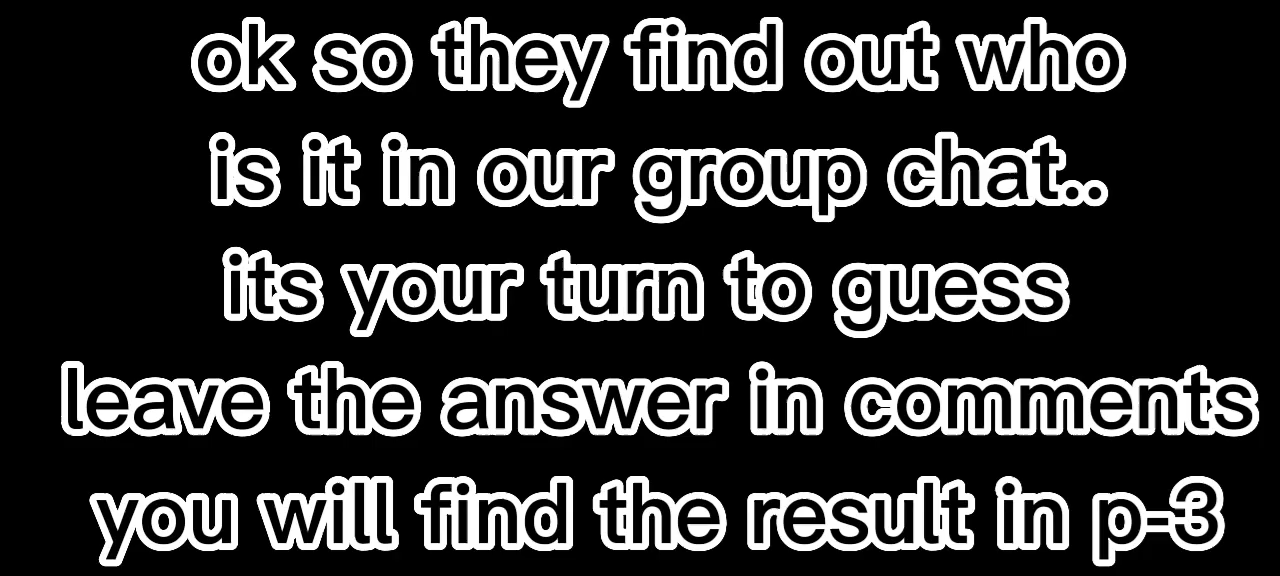 ok so they find out who
is it in our group chat..
its your turn to guess
leave the answer in comments
you will find the result in p-3